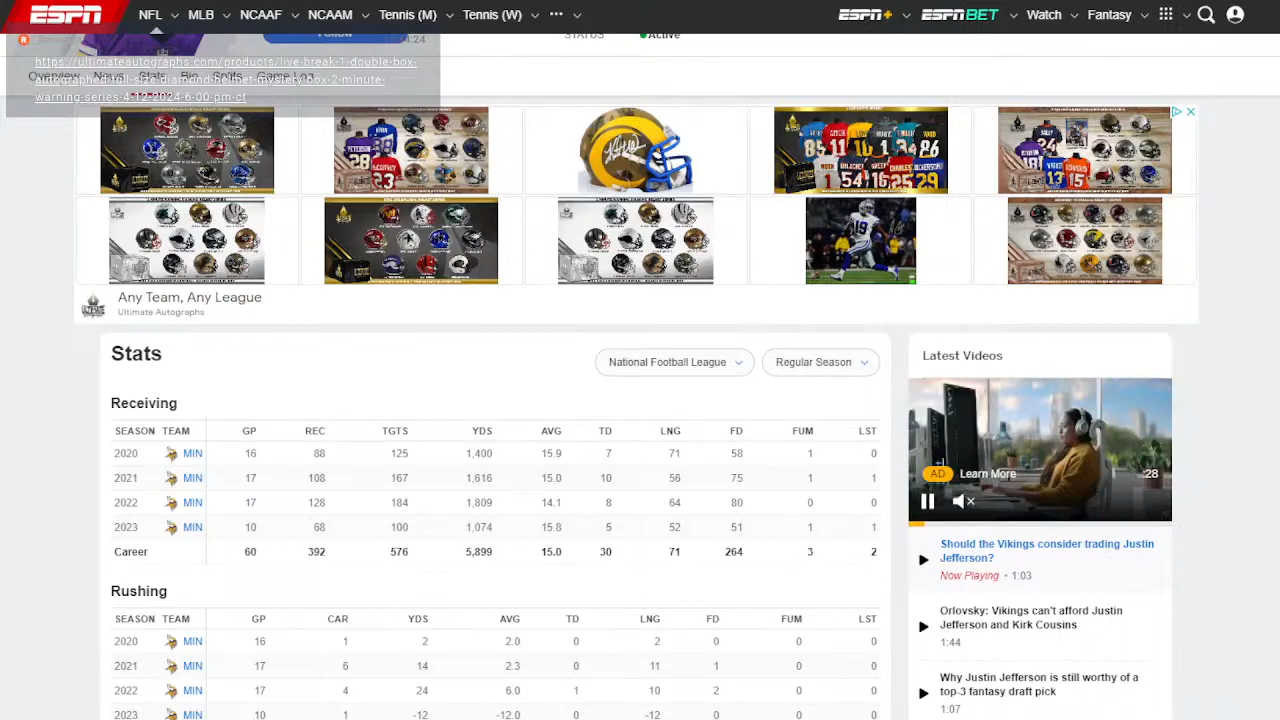 ESPN NFL MLB NCAAF NCAAM Tennis (M) Tennis (W) ESPN+ ESPN BET Watch Fantasy
R Follow 4:24 STATUS Active
https://ultimateautographs.com/products/live-break-1-double-box-
Overview News Stats Bio Splits Game Log
autographed-full-size-diamond-helmet-mystery-box-2-minute-
warning-series-4-12-2024-6-00-pm-ct
Any Team, Any League
Ultimate Autographs
Stats National Football League Regular Season
Receiving
SEASON TEAM GP REC TGTS YDS AVG TD LNG FD FUM LST
2020 MIN 16 88 125 1,400 15.9 7 71 58 1 0
2021 MIN 17 108 167 1,616 15.0 10 56 75 1 1
2022 MIN 17 128 184 1,809 14.1 8 64 80 0 0
2023 MIN 10 68 100 1,074 15.8 5 52 51 1 1
Career 60 392 576 5,899 15.0 30 71 264 3 2
Rushing
SEASON TEAM GP CAR YDS AVG TD LNG FD FUM LST
2020 MIN 16 1 2 2.0 0 2 0 0 0
2021 MIN 17 6 14 2.3 0 11 1 0 0
2022 MIN 17 4 24 6.0 1 10 2 0 0
2023 MIN 10 1 -12 -12.0 0 -12 0 0 0
Latest Videos
AD Learn More :28
Should the Vikings consider trading Justin
Jefferson?
Now Playing • 1:03
Orlovsky: Vikings can't afford Justin
Jefferson and Kirk Cousins
1:44
Why Justin Jefferson is still worthy of a
top-3 fantasy draft pick
1:07